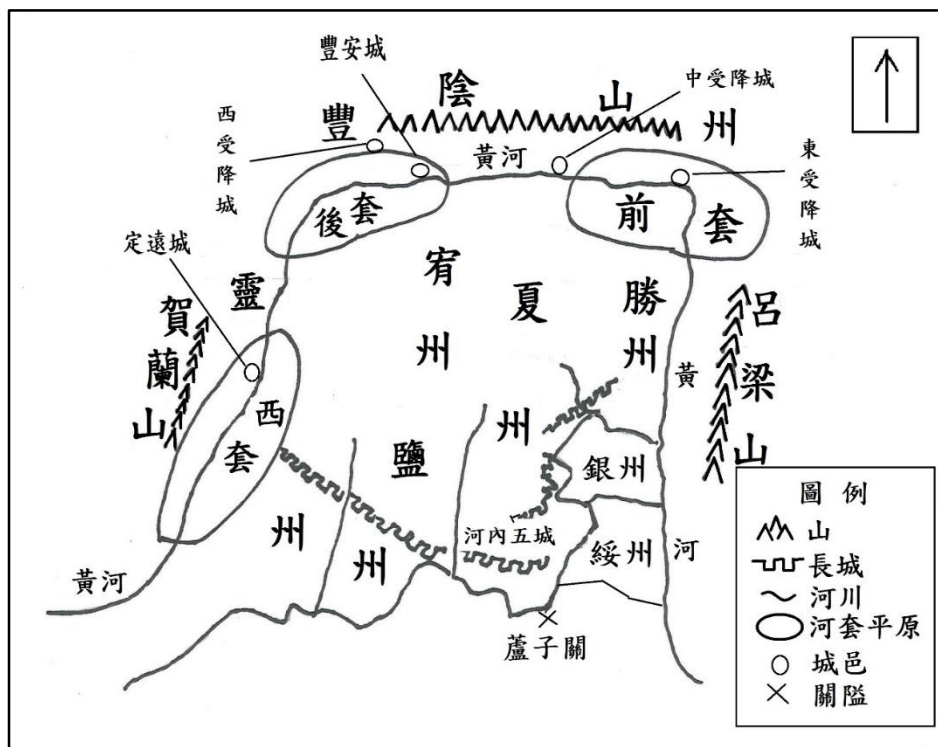 豐安城
陰山
中受降城
豐州
西受降城
黃河
東受降城
後套
前套
定遠城
靈州
宥州
夏州
勝州
呂梁山
賀蘭山
黃河
西套
鹽州
銀州
河內五城
綏州
黃河
蘆子關
圖例
山
長城
河川
河套平原
城邑
關隘